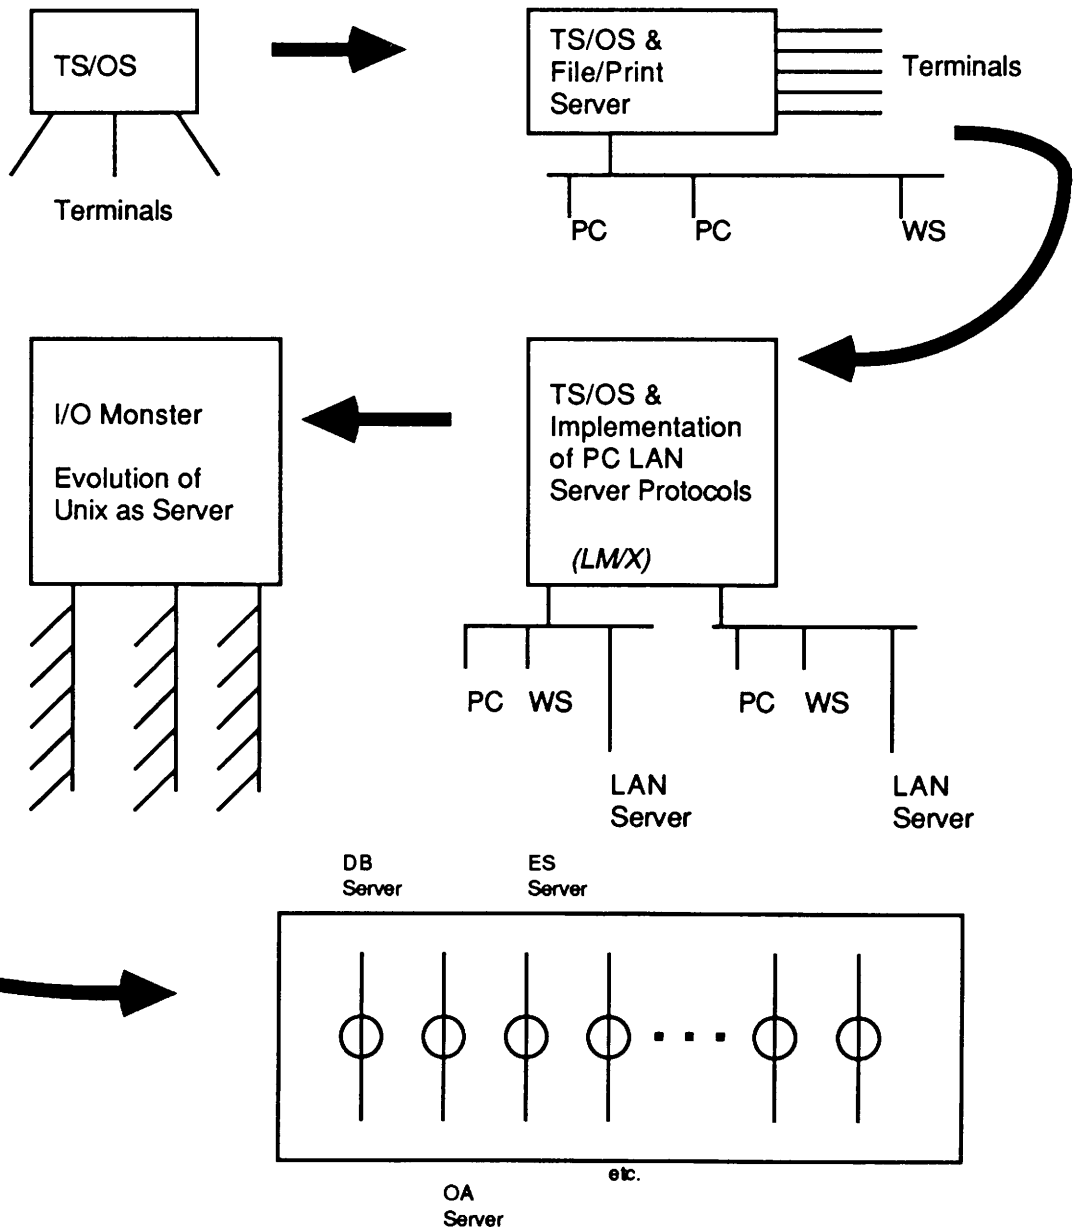 TS/OS
Terminals
TS/OS &
File/Print
Server
Terminals
PC
PC
WS
TS/OS &
Implementation
of PC LAN
Server Protocols
(LM/X)
PC
WS
PC
WS
LAN
Server
LAN
Server
I/O Monster
Evolution of
Unix as Server
DB
Server
ES
Server
etc.
OA
Server